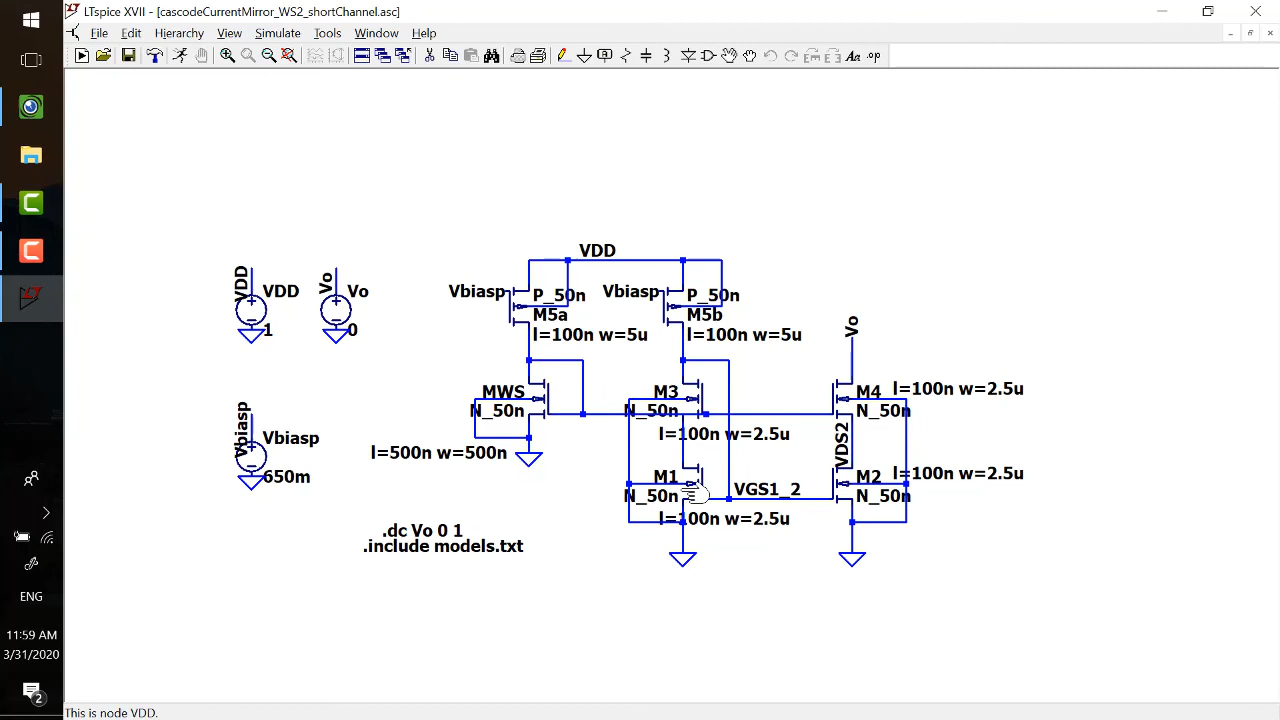 LTspice XVII - [cascodeCurrentMirror_WS2_shortChannel.asc]
File Edit Hierarchy View Simulate Tools Window Help
VDD
VDD
VDD
1
Vo
Vo
0
Vbiasp
P_50n
M5a
l=100n w=5u
Vbiasp
P_50n
M5b
l=100n w=5u
Vo
MWS
N_50n
l=500n w=500n
M3
N_50n
l=100n w=2.5u
M4
N_50n
l=100n w=2.5u
Vbiasp
Vbiasp
650m
VDS2
M1
N_50n
l=100n w=2.5u
VGS1_2
M2
N_50n
l=100n w=2.5u
.dc Vo 0 1
.include models.txt
ENG
11:59 AM
3/31/2020
2
This is node VDD.